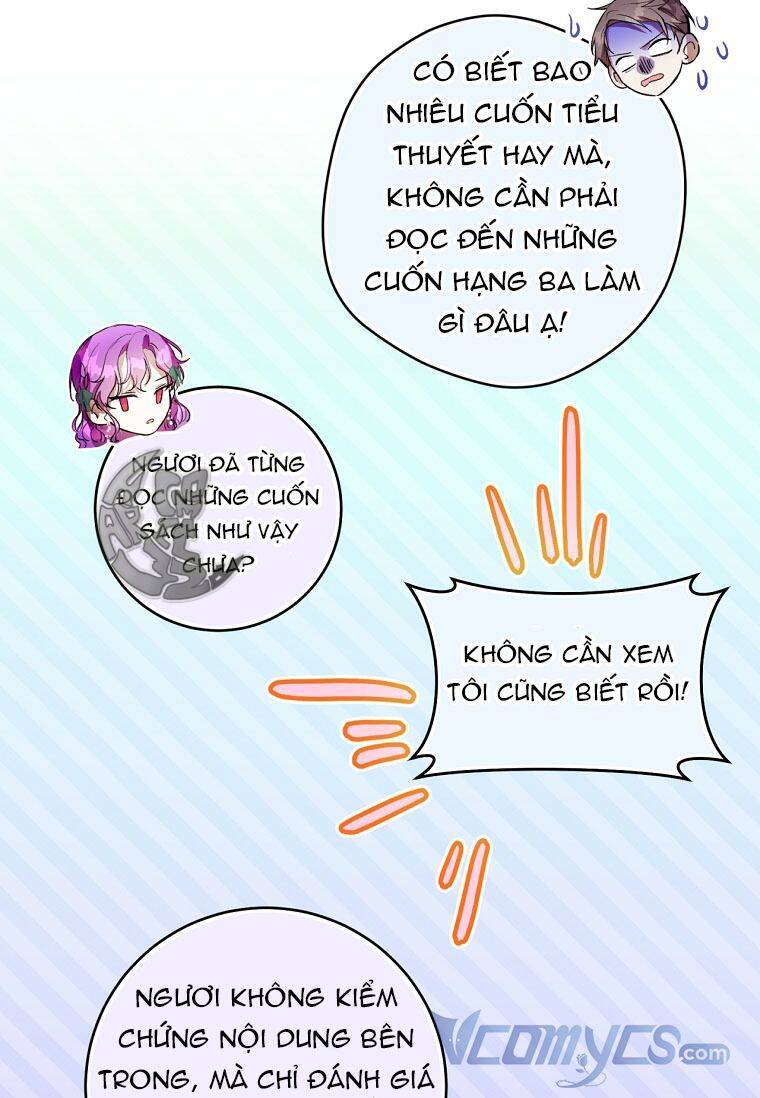 CÓ BIẾT BAO
NHIÊU CUỐN TIỂU
THUYẾT HAY MÀ,
KHÔNG CẦN PHẢI
ĐỌC ĐẾN NHỮNG
CUỐN HẠNG BA LÀM
GÌ ĐÂU Ạ!
NGƯƠI ĐÃ TỪNG
ĐỌC NHỮNG CUỐN
SÁCH NHƯ VẬY
CHƯA?
KHÔNG CẦN XEM
TÔI CŨNG BIẾT RỒI!
NGƯƠI KHÔNG KIỂM
CHỨNG NỘI DUNG BÊN
TRONG, MÀ CHỈ ĐÁNH GIÁ
VCOMYCS.com